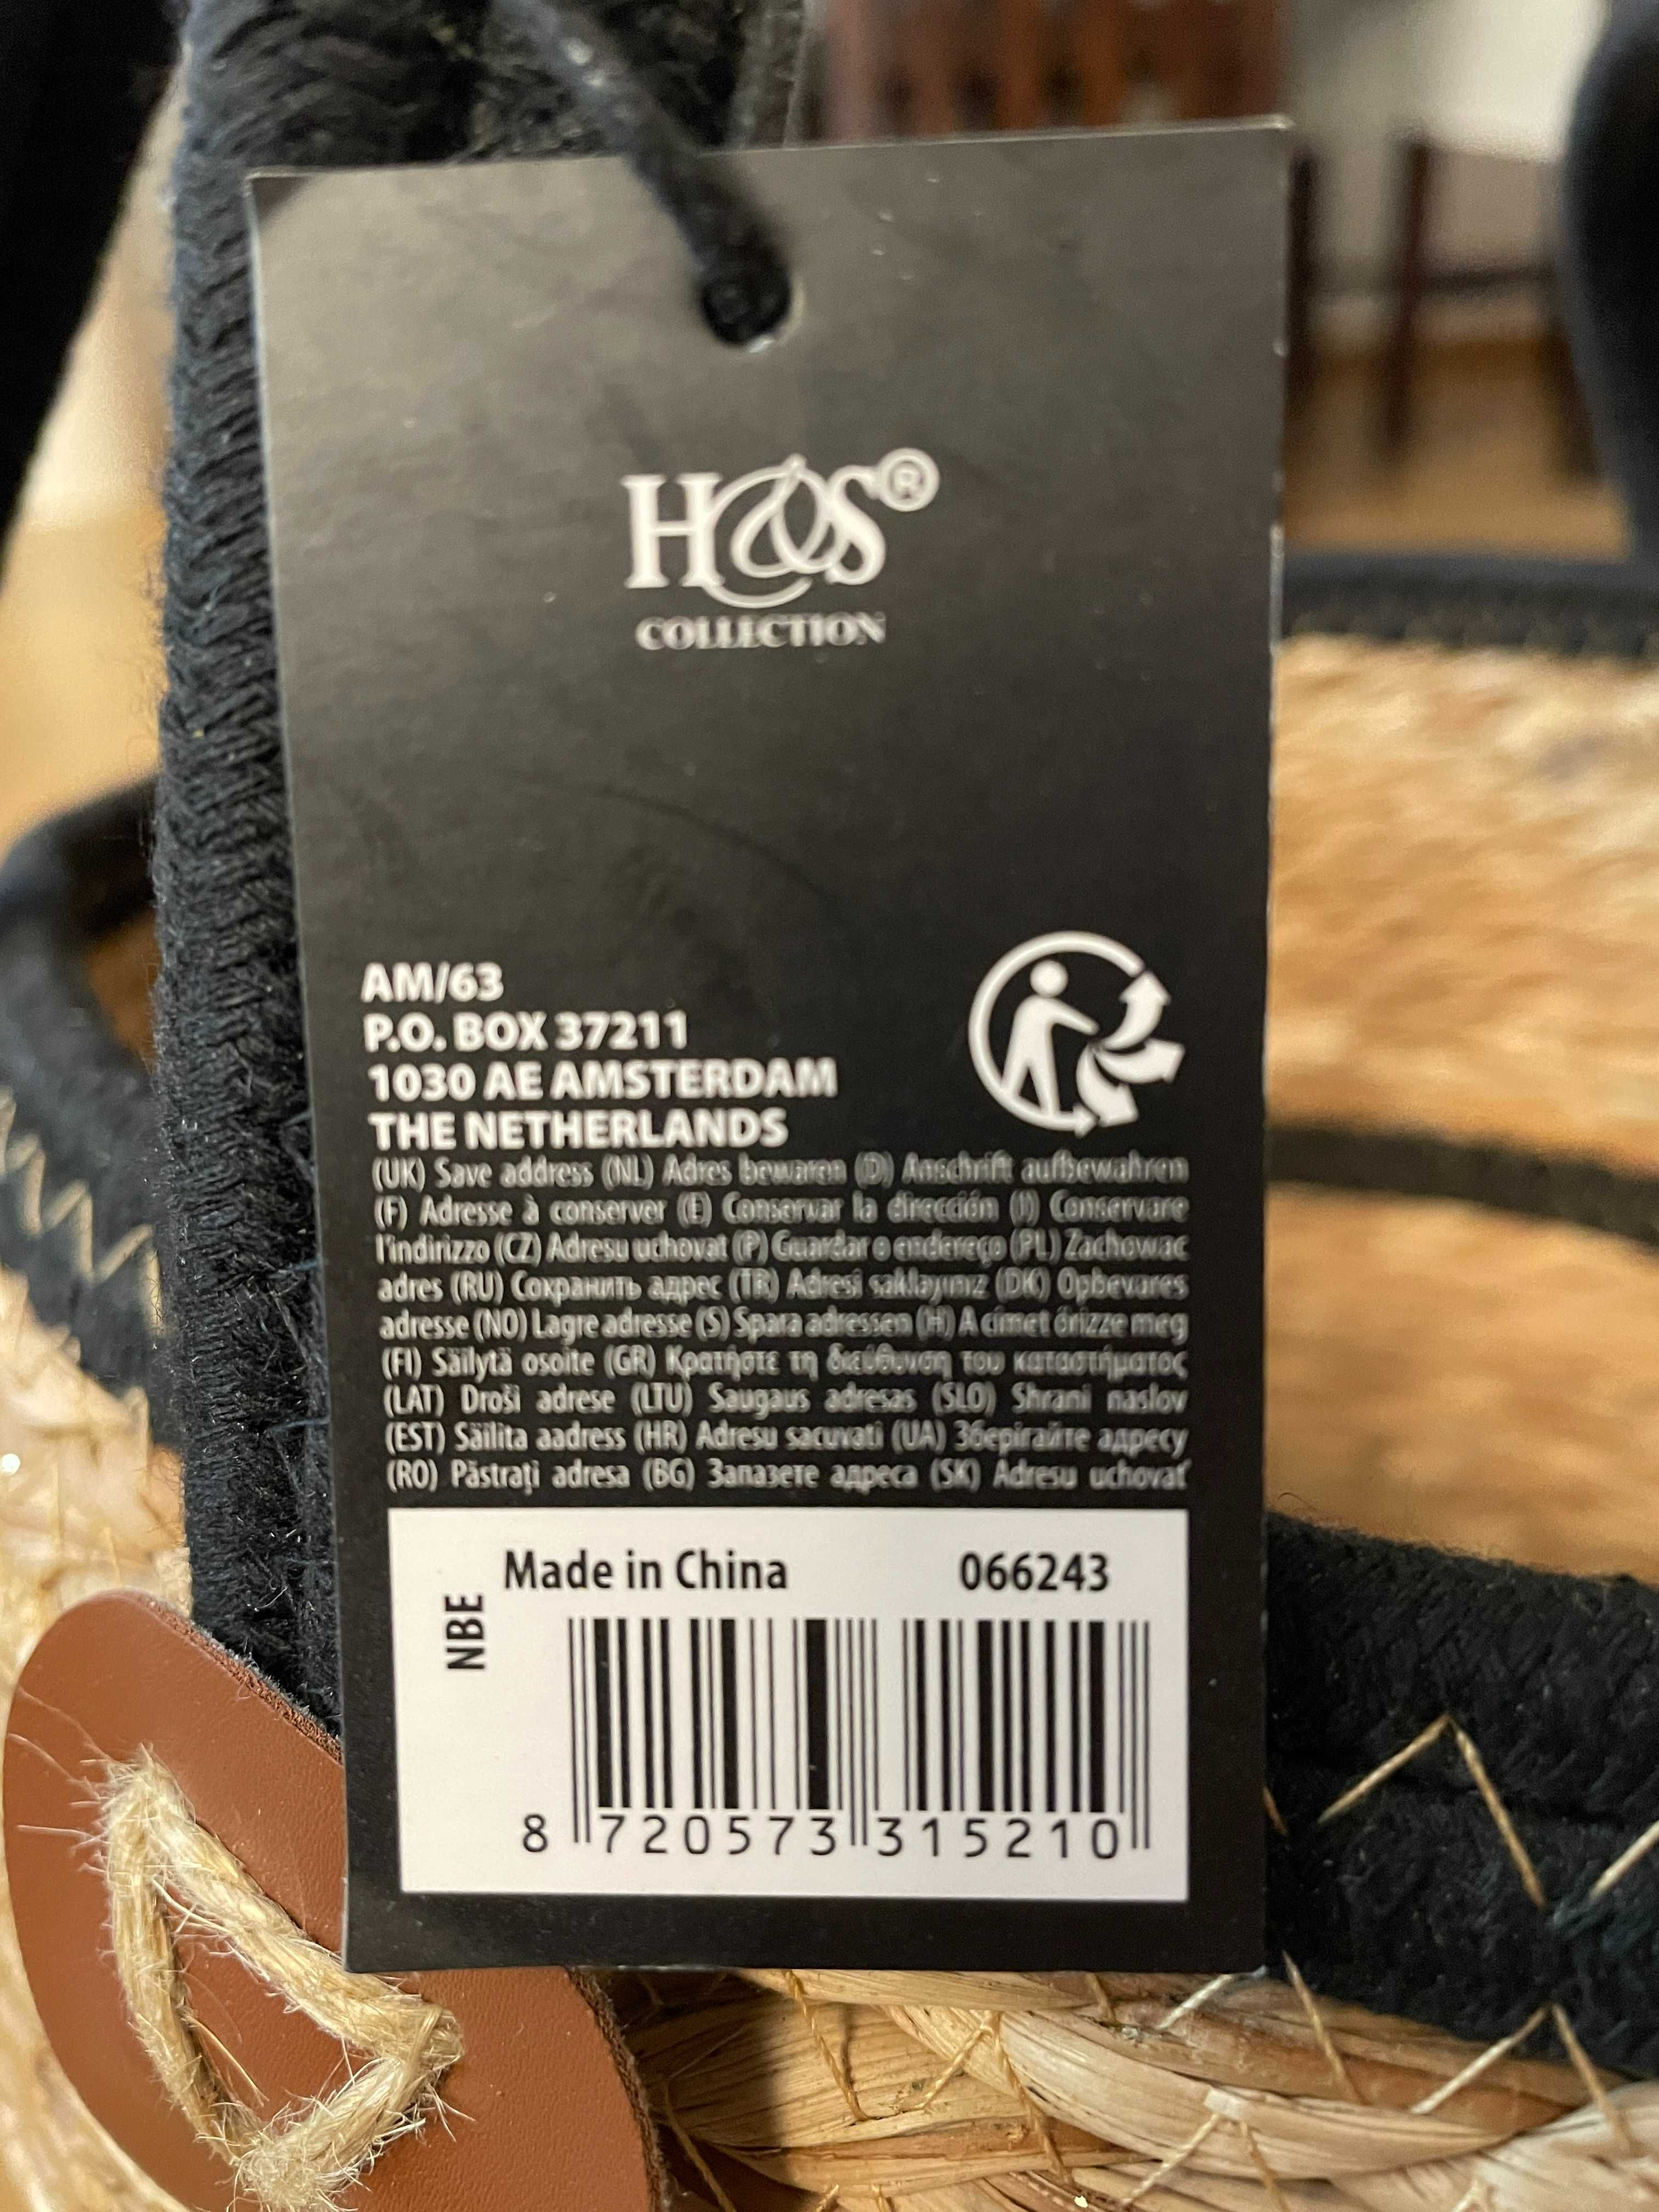 H&S®
COLLECTION
AM/63
P.O. BOX 37211
1030 AE AMSTERDAM
THE NETHERLANDS
(UK) Save address (NL) Adres bewaren (D) Anschrift aufbewahren
(F) Adresse à conserver (E) Conservar la dirección (I) Conservare
l'indirizzo (CZ) Adresu uchovat (P) Guardar o endereço (PL) Zachowac
adres (RU) Сохранить адрес (TR) Adresi saklayınız (DK) Opbevares
adresse (NO) Lagre adresse (S) Spara adressen (H) A címet őrizze meg
(FI) Säilytä osoite (GR) Κρατήστε τη διεύθυνση του καταστήματος
(LAT) Droši adrese (LTU) Saugaus adresas (SLO) Shrani naslov
(EST) Säilita aadress (HR) Adresu sacuvati (UA) Зберігайте адресу
(RO) Păstrați adresa (BG) Запазете адреса (SK) Adresu uchovať
Made in China 066243
NBE
8 720573 315210